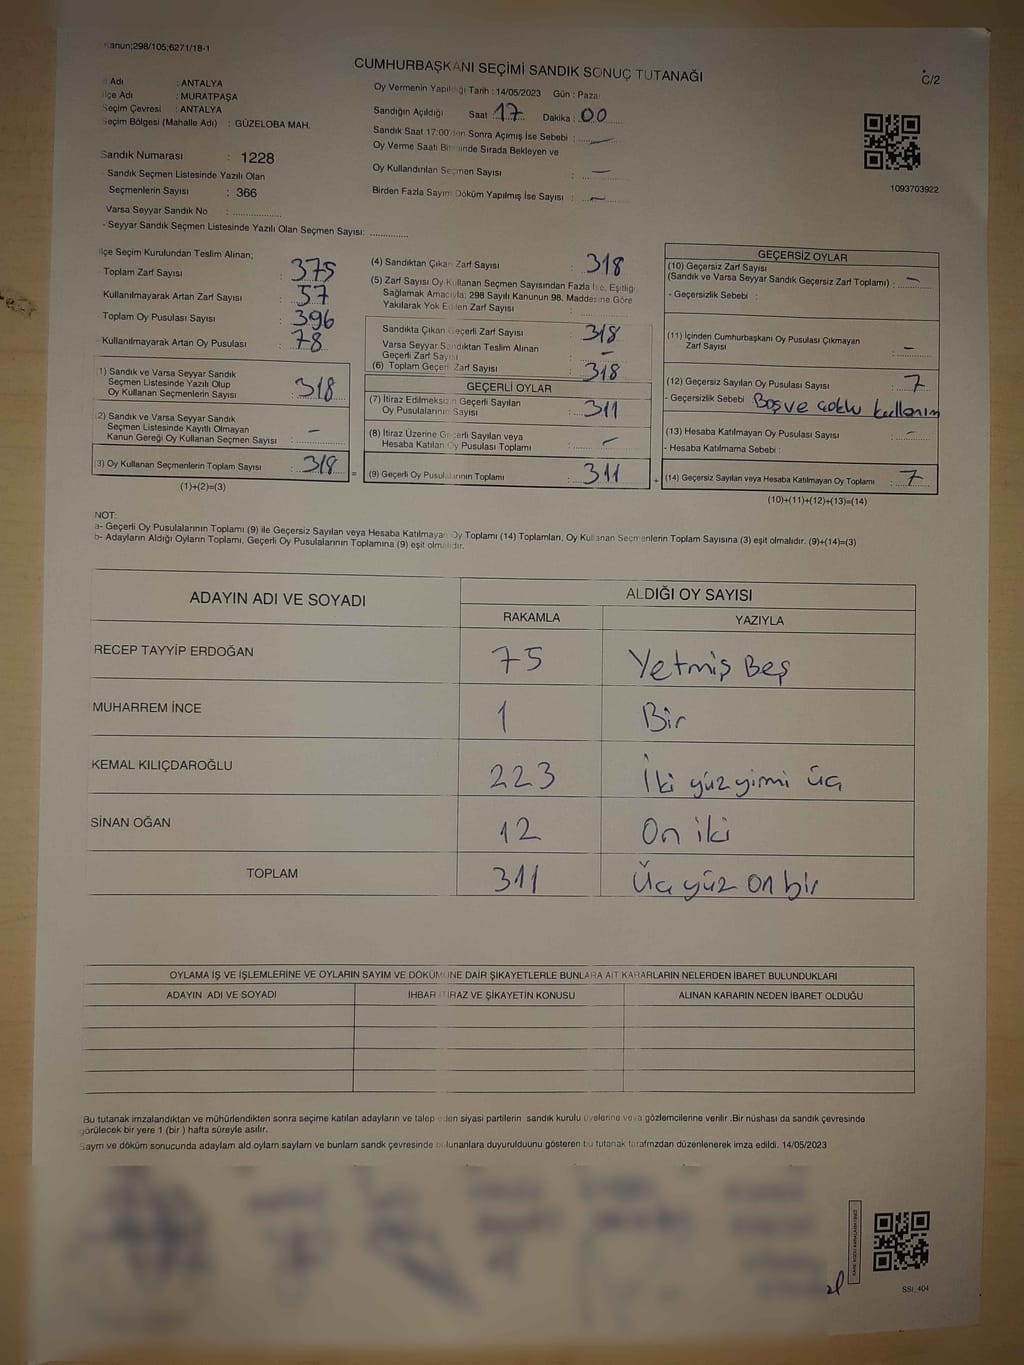 Kanun;298/105;6271/18-1
CUMHURBAŞKANI SEÇİMİ SANDIK SONUÇ TUTANAĞI
C/2
İl Adı : ANTALYA
İlçe Adı : MURATPAŞA
Seçim Çevresi : ANTALYA
Seçim Bölgesi (Mahalle Adı) : GÜZELOBA MAH.
Sandık Numarası : 1228
Sandık Seçmen Listesinde Yazılı Olan
Seçmenlerin Sayısı : 366
Varsa Seyyar Sandık No : ..............
- Seyyar Sandık Seçmen Listesinde Yazılı Olan Seçmen Sayısı: ............
Oy Vermenin Yapıldığı Tarih : 14/05/2023 Gün : Pazar
Sandığın Açıldığı Saat 17 Dakika : 00
Sandık Saat 17:00'den Sonra Açımış İse Sebebi : —
Oy Verme Saati Bitiminde Sırada Bekleyen ve
Oy Kullandırılan Seçmen Sayısı : —
Birden Fazla Sayım Döküm Yapılmış İse Sayısı : —
1093703922
İlçe Seçim Kurulundan Teslim Alınan;
Toplam Zarf Sayısı : 375
Kullanılmayarak Artan Zarf Sayısı : 57
Toplam Oy Pusulası Sayısı : 396
Kullanılmayarak Artan Oy Pusulası : 78
1) Sandık ve Varsa Seyyar Sandık
Seçmen Listesinde Yazılı Olup
Oy Kullanan Seçmenlerin Sayısı : 318
(2) Sandık ve Varsa Seyyar Sandık
Seçmen Listesinde Kayıtlı Olmayan
Kanun Gereği Oy Kullanan Seçmen Sayısı : —
(3) Oy Kullanan Seçmenlerin Toplam Sayısı : 318
(1)+(2)=(3)
(4) Sandıktan Çıkan Zarf Sayısı : 318
(5) Zarf Sayısı Oy Kullanan Seçmen Sayısından Fazla İse, Eşitliği
Sağlamak Amacıyla; 298 Sayılı Kanunun 98. Maddesine Göre
Yakılarak Yok Edilen Zarf Sayısı :
Sandıkta Çıkan Geçerli Zarf Sayısı : 318
Varsa Seyyar Sandıktan Teslim Alınan
Geçerli Zarf Sayısı : —
(6) Toplam Geçerli Zarf Sayısı : 318
GEÇERLİ OYLAR
(7) İtiraz Edilmeksizin Geçerli Sayılan
Oy Pusulalarının Sayısı : 311
(8) İtiraz Üzerine Geçerli Sayılan veya
Hesaba Katılan Oy Pusulası Toplamı : —
= (9) Geçerli Oy Pusulalarının Toplamı : 311
GEÇERSİZ OYLAR
(10) Geçersiz Zarf Sayısı
(Sandık ve Varsa Seyyar Sandık Geçersiz Zarf Toplamı) : —
- Geçersizlik Sebebi :
(11) İçinden Cumhurbaşkanı Oy Pusulası Çıkmayan
Zarf Sayısı : —
(12) Geçersiz Sayılan Oy Pusulası Sayısı : 7
- Geçersizlik Sebebi Boş ve çoklu kullanım
(13) Hesaba Katılmayan Oy Pusulası Sayısı : —
- Hesaba Katılmama Sebebi :
+ (14) Geçersiz Sayılan veya Hesaba Katılmayan Oy Toplamı : 7
(10)+(11)+(12)+(13)=(14)
NOT:
a- Geçerli Oy Pusulalarının Toplamı (9) ile Geçersiz Sayılan veya Hesaba Katılmayan Oy Toplamı (14) Toplamları, Oy Kullanan Seçmenlerin Toplam Sayısına (3) eşit olmalıdır. (9)+(14)=(3)
b- Adayların Aldığı Oyların Toplamı, Geçerli Oy Pusulalarının Toplamına (9) eşit olmalıdır.
ADAYIN ADI VE SOYADI
ALDIĞI OY SAYISI
RAKAMLA YAZIYLA
RECEP TAYYİP ERDOĞAN 75 Yetmiş Beş
MUHARREM İNCE 1 Bir
KEMAL KILIÇDAROĞLU 223 İki yüz yirmi üç
SİNAN OĞAN 12 On iki
TOPLAM 311 Üç yüz on bir
OYLAMA İŞ VE İŞLEMLERİNE VE OYLARIN SAYIM VE DÖKÜMÜNE DAİR ŞİKAYETLERLE BUNLARA AİT KARARLARIN NELERDEN İBARET BULUNDUKLARI
ADAYIN ADI VE SOYADI İHBAR İTİRAZ VE ŞİKAYETİN KONUSU ALINAN KARARIN NEDEN İBARET OLDUĞU
Bu tutanak imzalandıktan ve mühürlendikten sonra seçime katılan adayların ve talep eden siyasi partilerin sandık kurulu üyelerine veya gözlemcilerine verilir .Bir nüshası da sandık çevresinde
görülecek bir yere 1 (bir ) hafta süreyle asılır.
Sayım ve döküm sonucunda adaylam ald oylam saylam ve bunlam sandk çevresinde bulunanlara duyurulduunu gösteren bu tutanak tarafmzdan düzenlenerek imza edildi. 14/05/2023
SSI_404